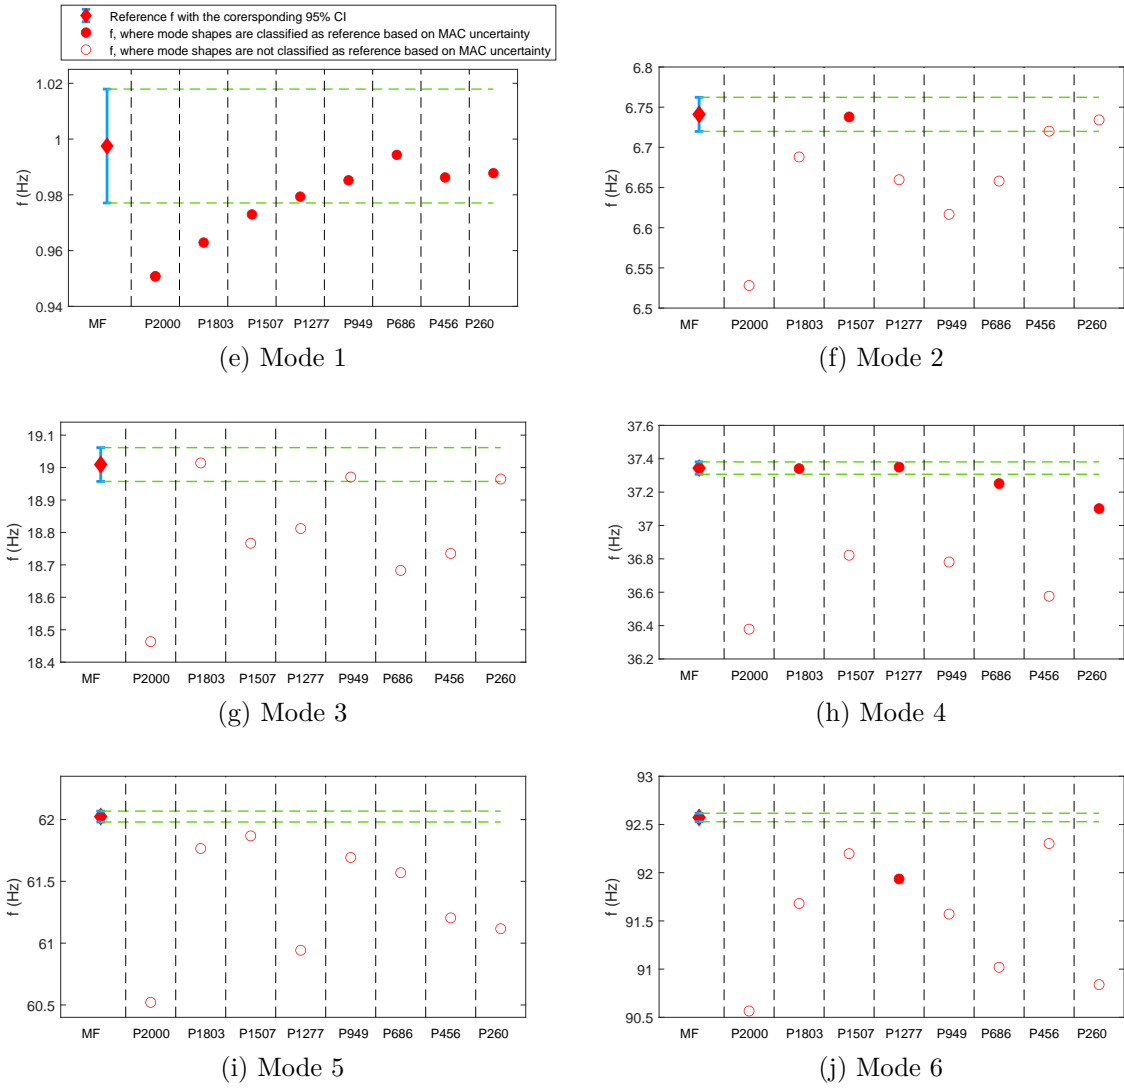 Reference f with the corersponding 95% CI
f, where mode shapes are classified as reference based on MAC uncertainty
f, where mode shapes are not classified as reference based on MAC uncertainty
1.02
1
0.98
0.96
0.94
f (Hz)
MF P2000 P1803 P1507 P1277 P949 P686 P456 P260
(e) Mode 1
6.8
6.75
6.7
6.65
6.6
6.55
6.5
f (Hz)
MF P2000 P1803 P1507 P1277 P949 P686 P456 P260
(f) Mode 2
19.1
19
18.9
18.8
18.7
18.6
18.5
18.4
f (Hz)
MF P2000 P1803 P1507 P1277 P949 P686 P456 P260
(g) Mode 3
37.6
37.4
37.2
37
36.8
36.6
36.4
36.2
f (Hz)
MF P2000 P1803 P1507 P1277 P949 P686 P456 P260
(h) Mode 4
62
61.5
61
60.5
f (Hz)
MF P2000 P1803 P1507 P1277 P949 P686 P456 P260
(i) Mode 5
93
92.5
92
91.5
91
90.5
f (Hz)
MF P2000 P1803 P1507 P1277 P949 P686 P456 P260
(j) Mode 6